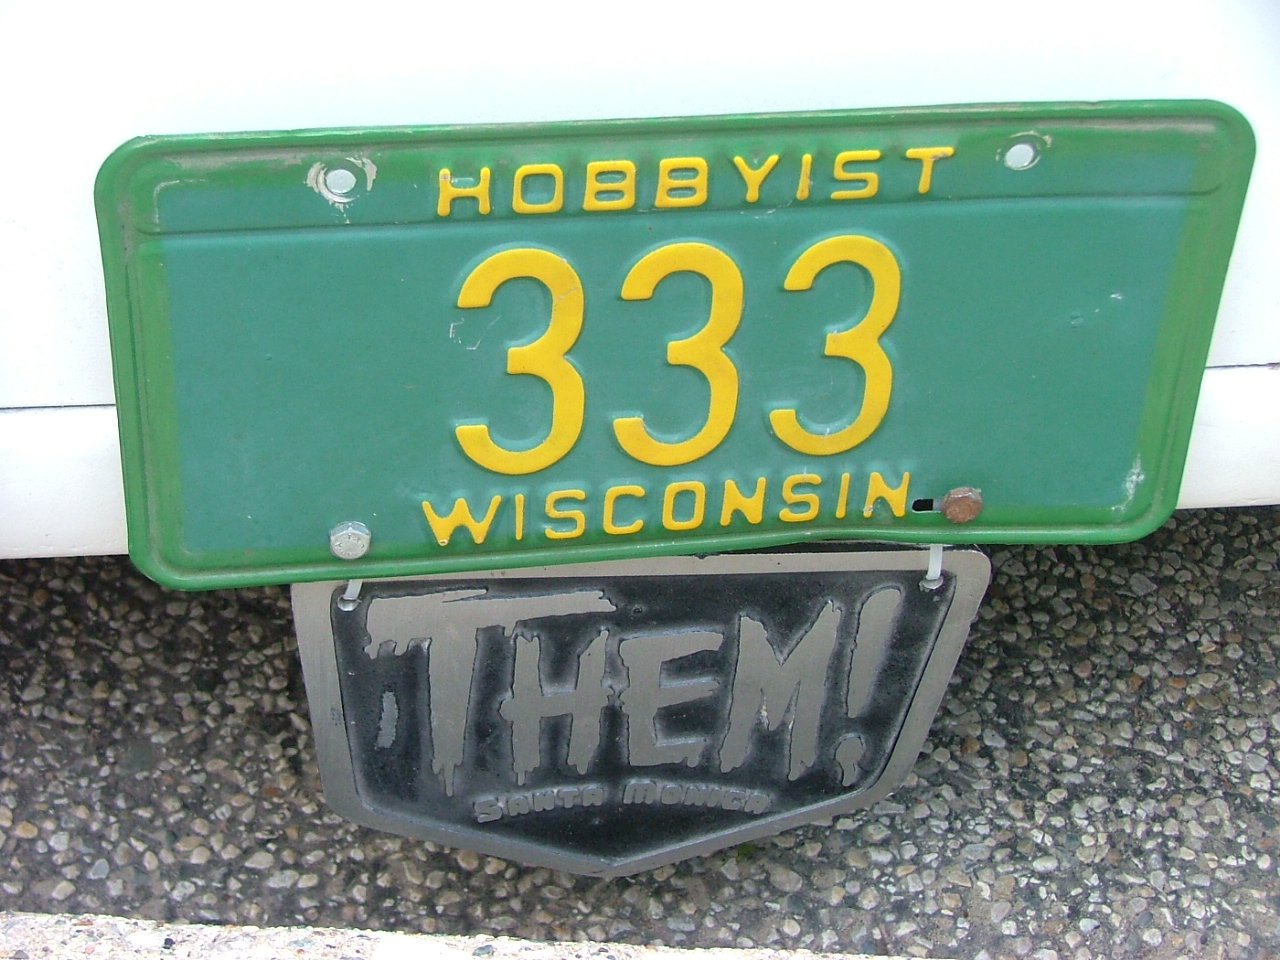 HOBBYIST
333
WISCONSIN
THEM!
SANTA MONICA